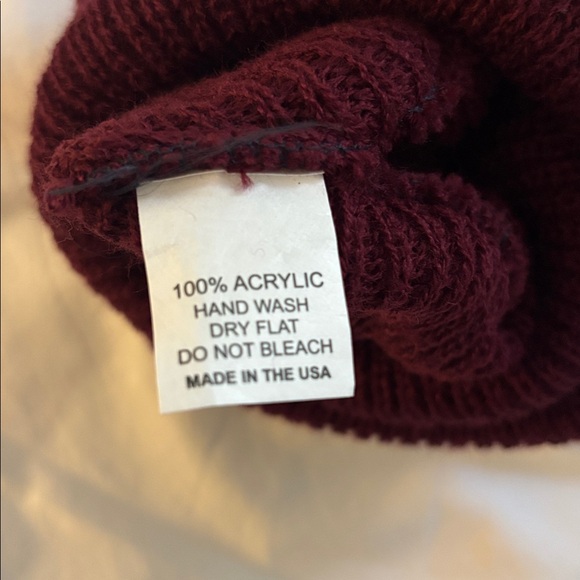 100% ACRYLIC
HAND WASH
DRY FLAT
DO NOT BLEACH
MADE IN THE USA